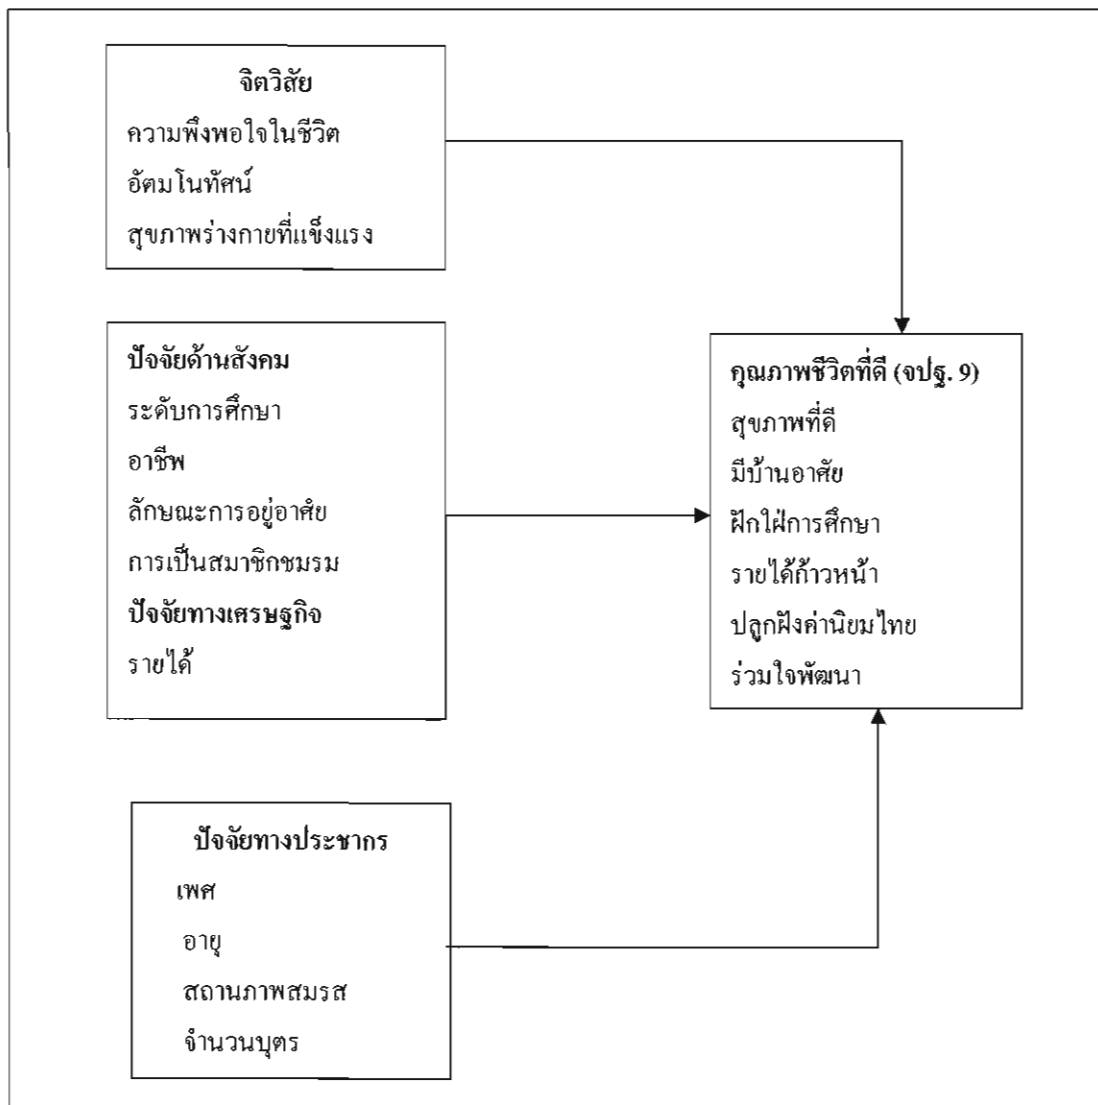 จิตวิสัย
ความพึงพอใจในชีวิต
อัตมโนทัศน์
สุขภาพร่างกายที่แข็งแรง
ปัจจัยด้านสังคม
ระดับการศึกษา
อาชีพ
ลักษณะการอยู่อาศัย
การเป็นสมาชิกชมรม
ปัจจัยทางเศรษฐกิจ
รายได้
คุณภาพชีวิตที่ดี (จปฐ. 9)
สุขภาพที่ดี
มีบ้านอาศัย
ฝักใฝ่การศึกษา
รายได้ก้าวหน้า
ปลูกฝังค่านิยมไทย
ร่วมใจพัฒนา
ปัจจัยทางประชากร
เพศ
อายุ
สถานภาพสมรส
จำนวนบุตร